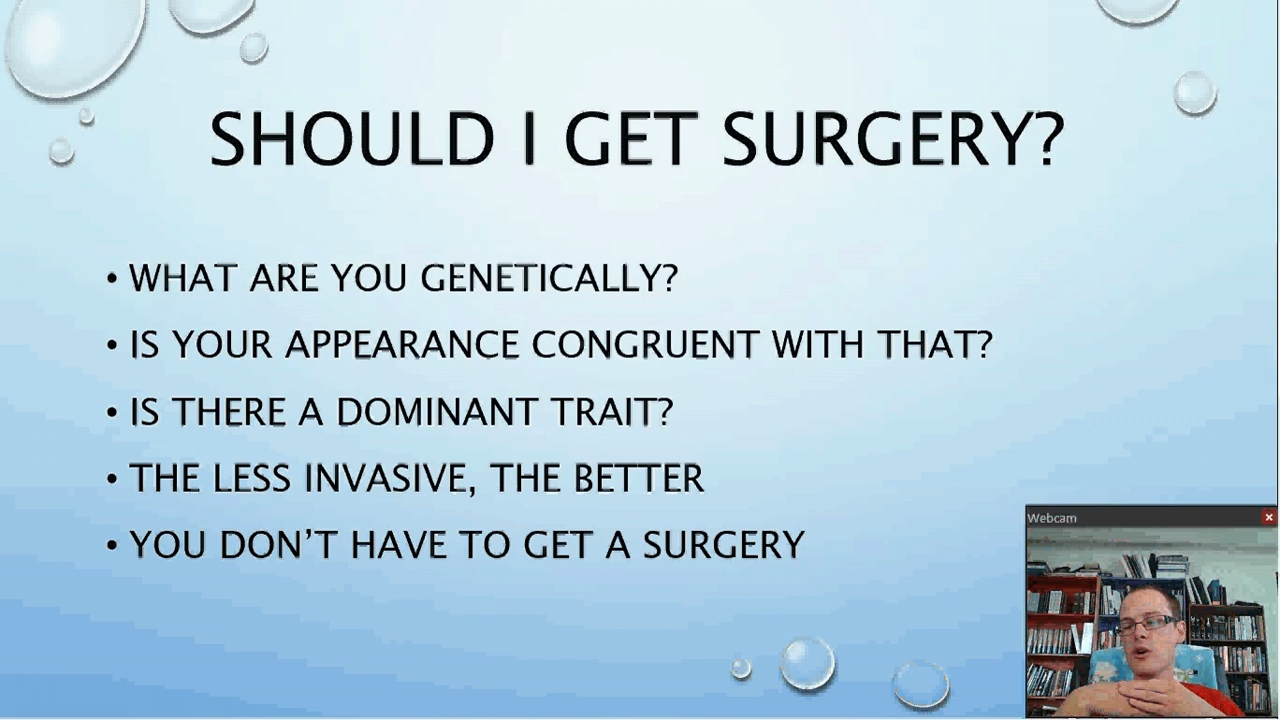 SHOULD I GET SURGERY?
• WHAT ARE YOU GENETICALLY?
• IS YOUR APPEARANCE CONGRUENT WITH THAT?
• IS THERE A DOMINANT TRAIT?
• THE LESS INVASIVE, THE BETTER
• YOU DON’T HAVE TO GET A SURGERY
Webcam